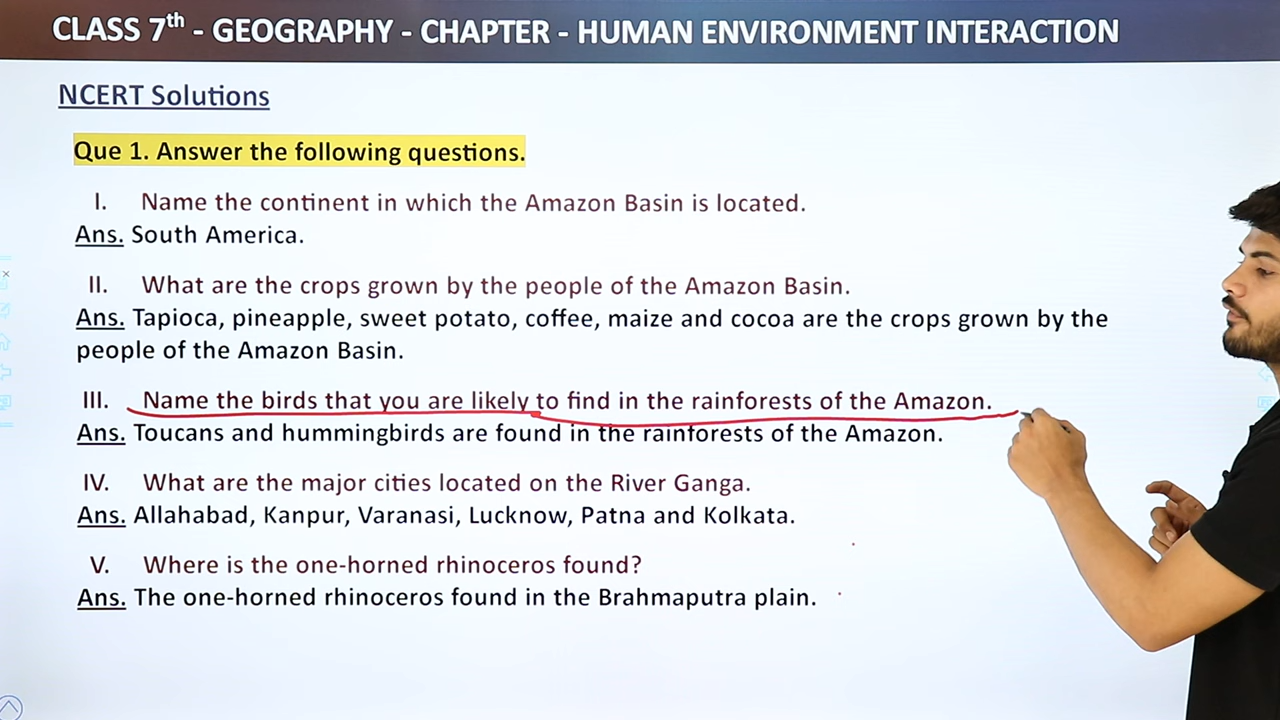 CLASS 7th - GEOGRAPHY - CHAPTER - HUMAN ENVIRONMENT INTERACTION
NCERT Solutions
Que 1. Answer the following questions.
I. Name the continent in which the Amazon Basin is located.
Ans. South America.
II. What are the crops grown by the people of the Amazon Basin.
Ans. Tapioca, pineapple, sweet potato, coffee, maize and cocoa are the crops grown by the
people of the Amazon Basin.
III. Name the birds that you are likely to find in the rainforests of the Amazon.
Ans. Toucans and hummingbirds are found in the rainforests of the Amazon.
IV. What are the major cities located on the River Ganga.
Ans. Allahabad, Kanpur, Varanasi, Lucknow, Patna and Kolkata.
V. Where is the one-horned rhinoceros found?
Ans. The one-horned rhinoceros found in the Brahmaputra plain.